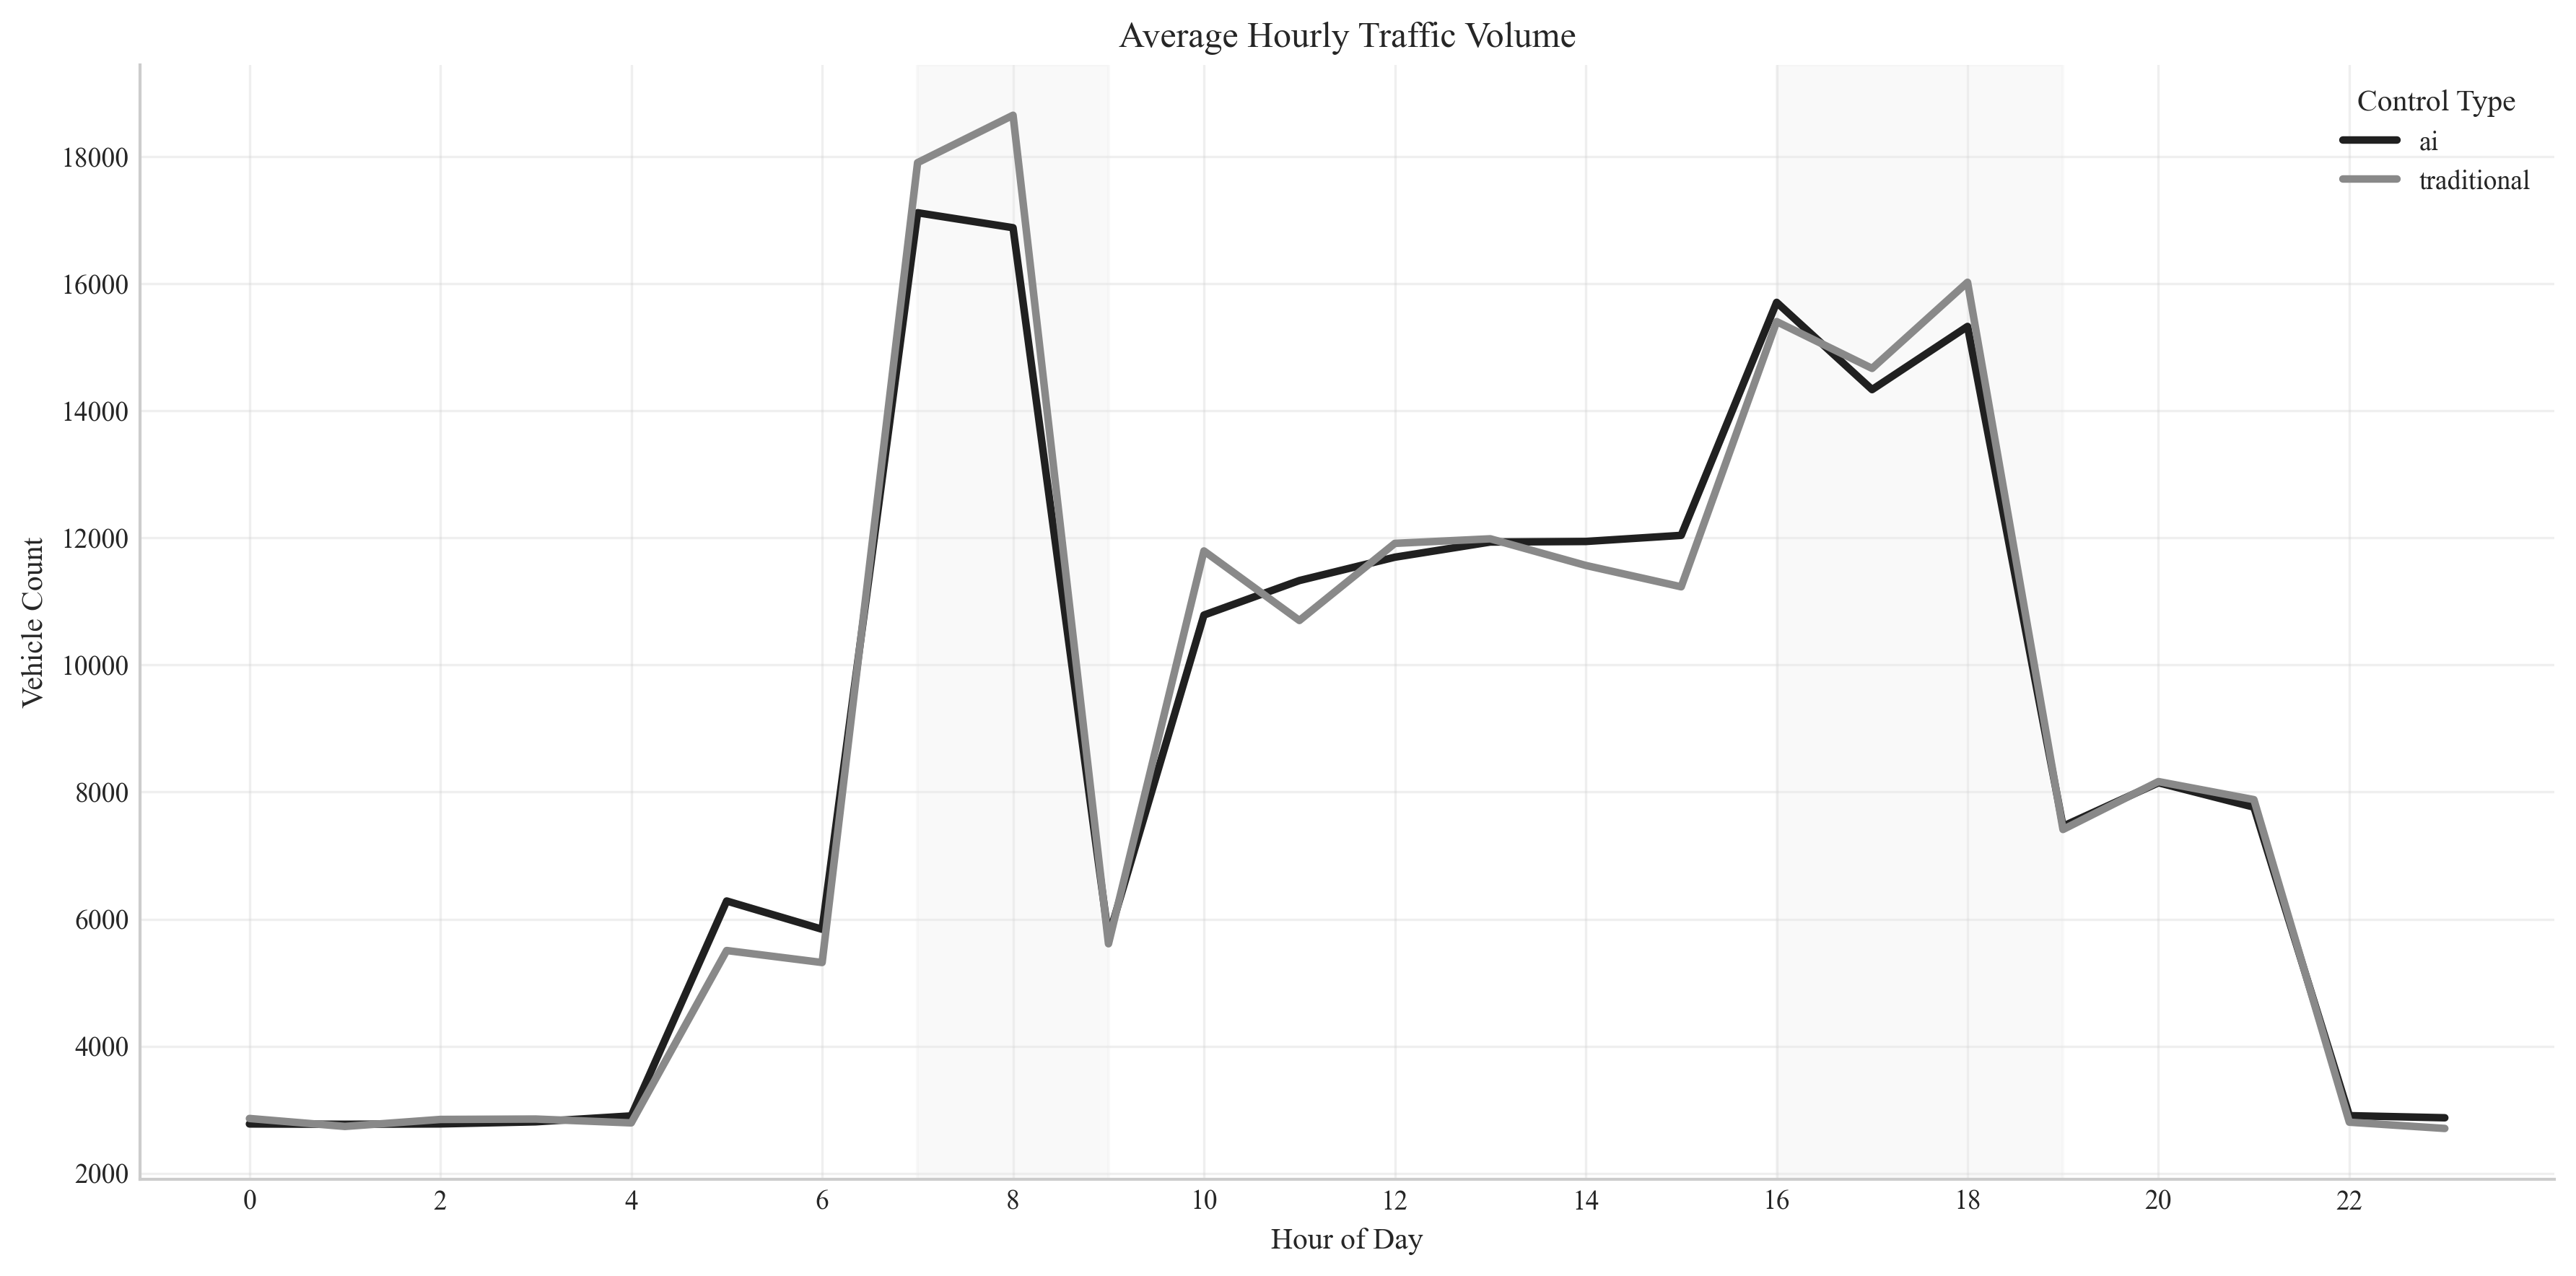 Average Hourly Traffic Volume
Control Type
ai
traditional
Vehicle Count
18000
16000
14000
12000
10000
8000
6000
4000
2000
0 2 4 6 8 10 12 14 16 18 20 22
Hour of Day